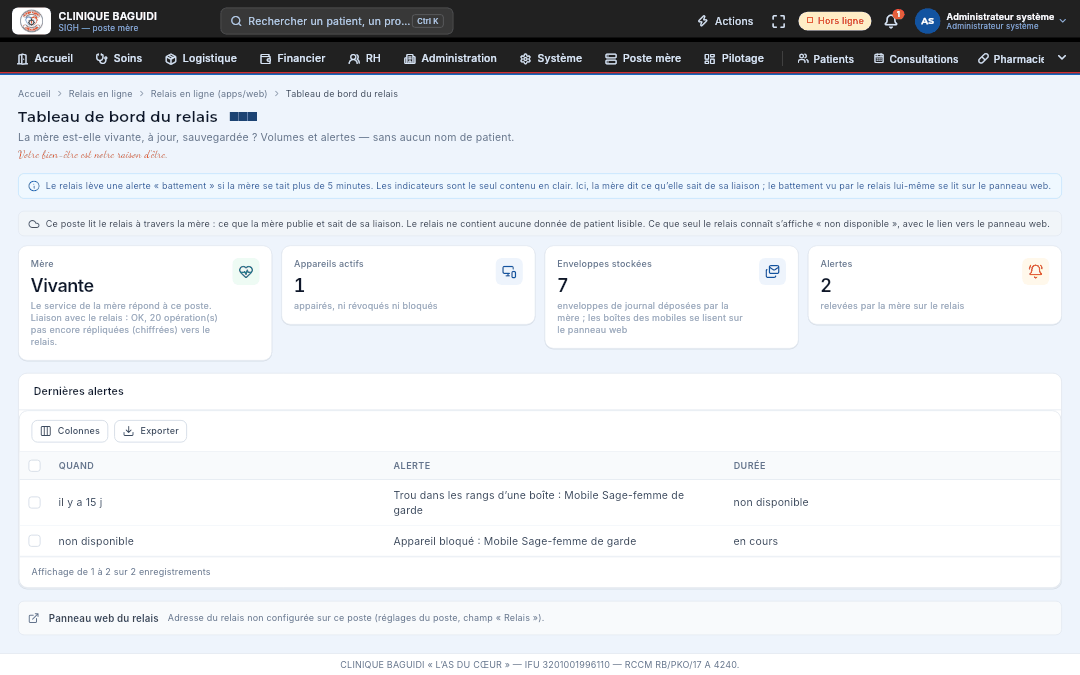 CLINIQUE BAGUIDI
SIGH — poste mère
Rechercher un patient, un pro... Ctrl K
Actions
Hors ligne
1
AS
Administrateur système
Administrateur système
Accueil Soins Logistique Financier RH Administration Système Poste mère Pilotage Patients Consultations Pharmacie
Accueil > Relais en ligne > Relais en ligne (apps/web) > Tableau de bord du relais
Tableau de bord du relais
La mère est-elle vivante, à jour, sauvegardée ? Volumes et alertes — sans aucun nom de patient.
Votre bien-être est notre raison d'être.
Le relais lève une alerte « battement » si la mère se tait plus de 5 minutes. Les indicateurs sont le seul contenu en clair. Ici, la mère dit ce qu'elle sait de sa liaison ; le battement vu par le relais lui-même se lit sur le panneau web.
Ce poste lit le relais à travers la mère : ce que la mère publie et sait de sa liaison. Le relais ne contient aucune donnée de patient lisible. Ce que seul le relais connaît s'affiche « non disponible », avec le lien vers le panneau web.
Mère
Vivante
Le service de la mère répond à ce poste.
Liaison avec le relais : OK, 20 opération(s)
pas encore répliquées (chiffrées) vers le
relais.
Appareils actifs
1
appairés, ni révoqués ni bloqués
Enveloppes stockées
7
enveloppes de journal déposées par la
mère ; les boîtes des mobiles se lisent sur
le panneau web
Alertes
2
relevées par la mère sur le relais
Dernières alertes
Colonnes Exporter
QUAND ALERTE DURÉE
il y a 15 j Trou dans les rangs d'une boîte : Mobile Sage-femme de garde non disponible
non disponible Appareil bloqué : Mobile Sage-femme de garde en cours
Affichage de 1 à 2 sur 2 enregistrements
Panneau web du relais Adresse du relais non configurée sur ce poste (réglages du poste, champ « Relais »).
CLINIQUE BAGUIDI « L'AS DU CŒUR » — IFU 3201001996110 — RCCM RB/PKO/17 A 4240.